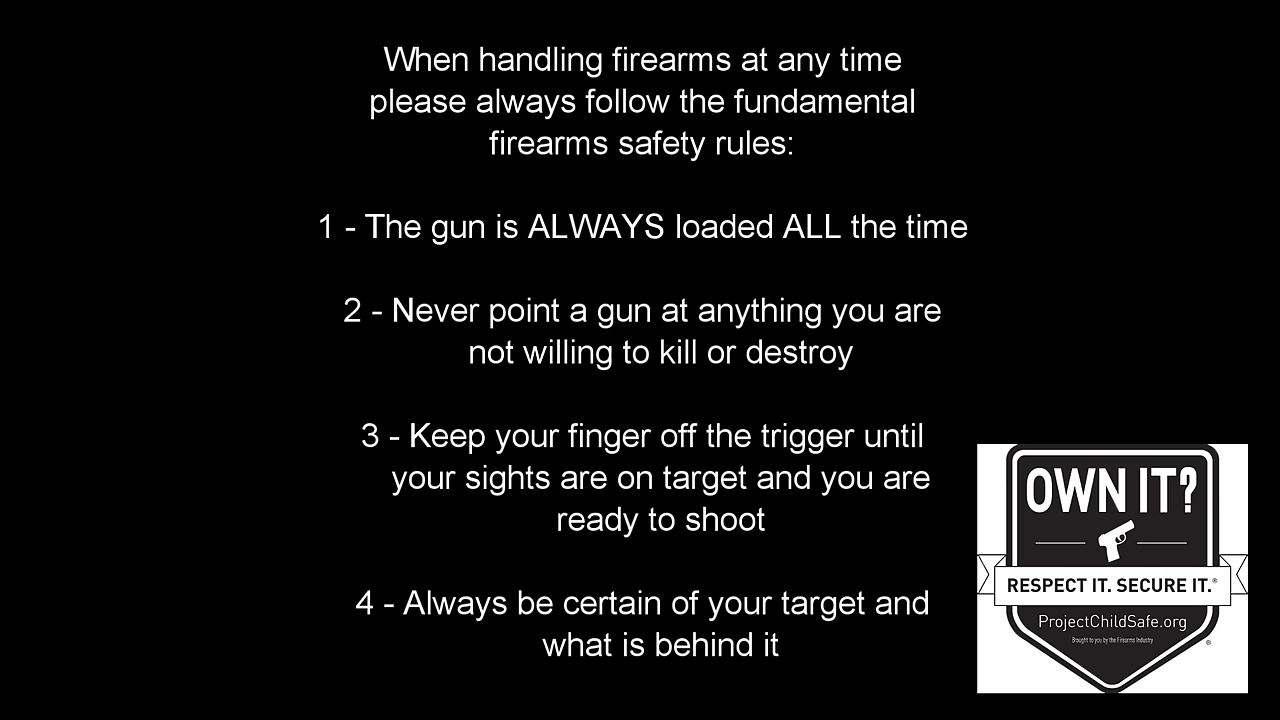 When handling firearms at any time
please always follow the fundamental
firearms safety rules:
1 - The gun is ALWAYS loaded ALL the time
2 - Never point a gun at anything you are
not willing to kill or destroy
3 - Keep your finger off the trigger until
your sights are on target and you are
ready to shoot
4 - Always be certain of your target and
what is behind it
OWN IT?
RESPECT IT. SECURE IT.®
ProjectChildSafe.org
Brought to you by the Firearms Industry
®